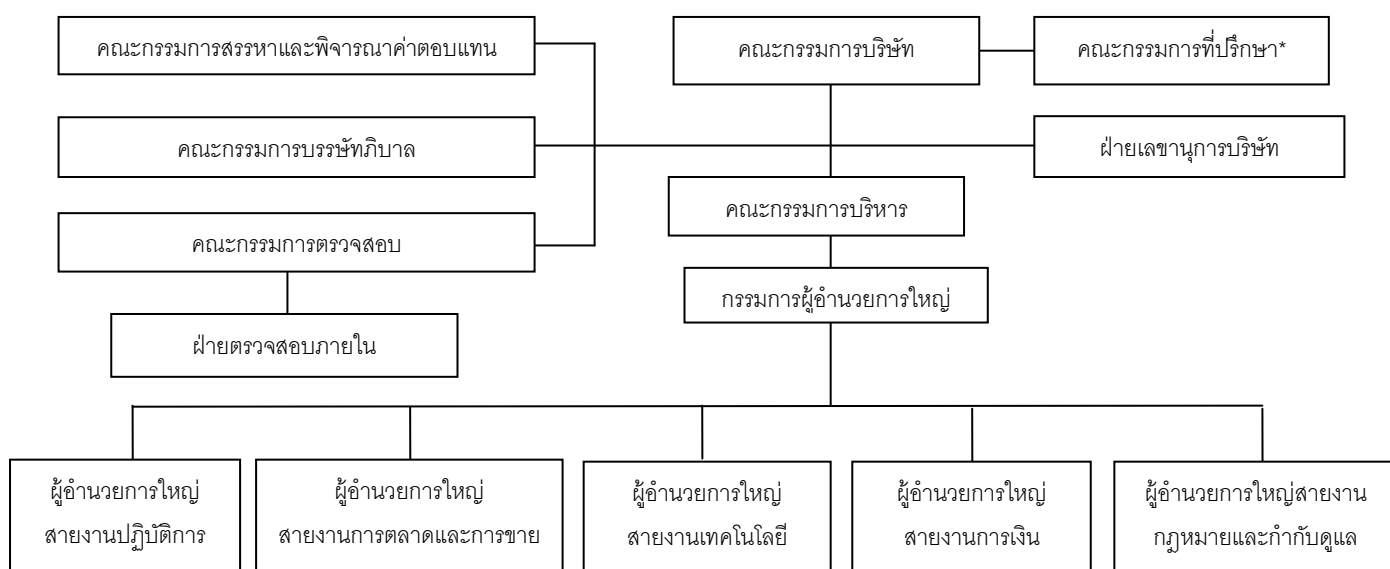 คณะกรรมการสรรหาและพิจารณาค่าตอบแทน
คณะกรรมการบริษัท
คณะกรรมการที่ปรึกษา*
คณะกรรมการบรรษัทภิบาล
ฝ่ายเลขานุการบริษัท
คณะกรรมการบริหาร
คณะกรรมการตรวจสอบ
กรรมการผู้อำนวยการใหญ่
ฝ่ายตรวจสอบภายใน
ผู้อำนวยการใหญ่
สายงานปฏิบัติการ
ผู้อำนวยการใหญ่
สายงานการตลาดและการขาย
ผู้อำนวยการใหญ่
สายงานเทคโนโลยี
ผู้อำนวยการใหญ่
สายงานการเงิน
ผู้อำนวยการใหญ่สายงาน
กฎหมายและกำกับดูแล